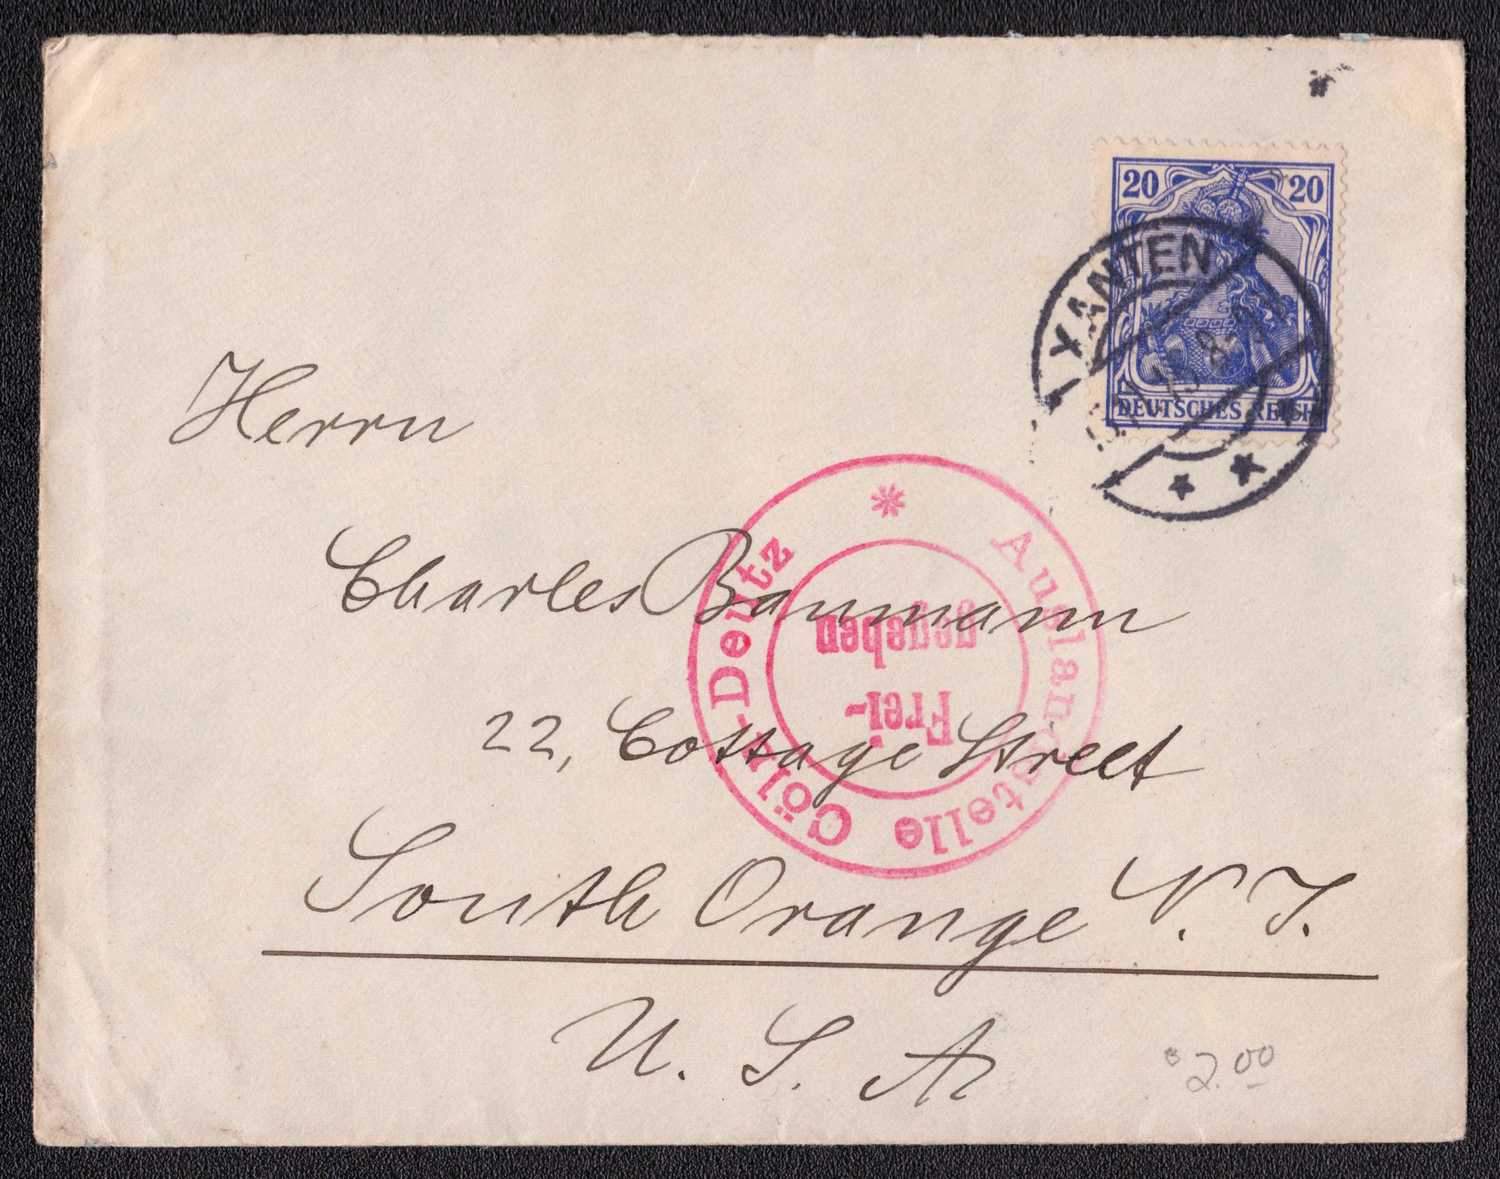 20 20
DEUTSCHES REICH
XANTEN
Herrn
Charles Baumann
22, Cottage Street
South Orange N. J.
U. S. A
Auslandstelle Cöln-Deutz
Frei-
gegeben
$2.00